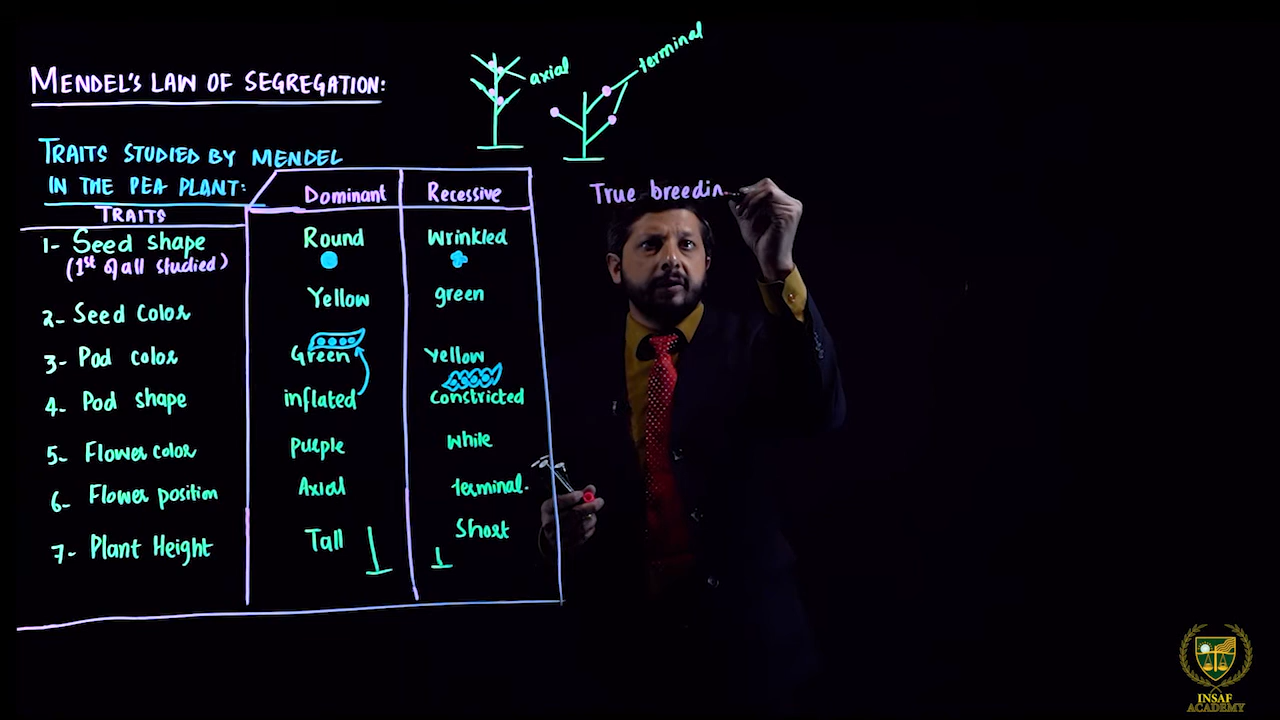 MENDEL'S LAW OF SEGREGATION:
axial
terminal
TRAITS STUDIED BY MENDEL
IN THE PEA PLANT:
Dominant Recessive
TRAITS
1- Seed shape Round Wrinkled
(1st of all studied)
2- Seed Color Yellow green
3- Pod color Green Yellow
4- Pod shape inflated Constricted
5- Flower color Purple While
6- Flower position Axial terminal.
7- Plant Height Tall Short
True breedin
INSAF
ACADEMY